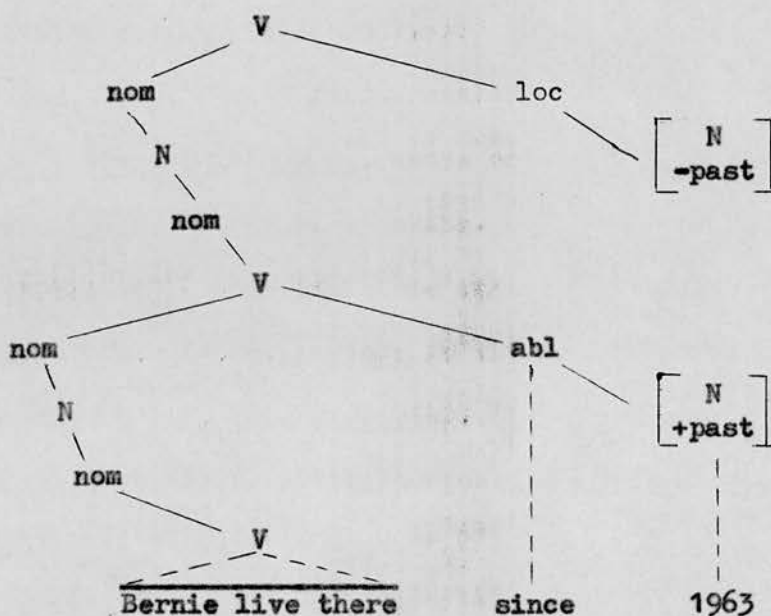 V
nom loc
N
N
-past
nom
V
nom abl
N
N
+past
nom
V
Bernie live there since 1963